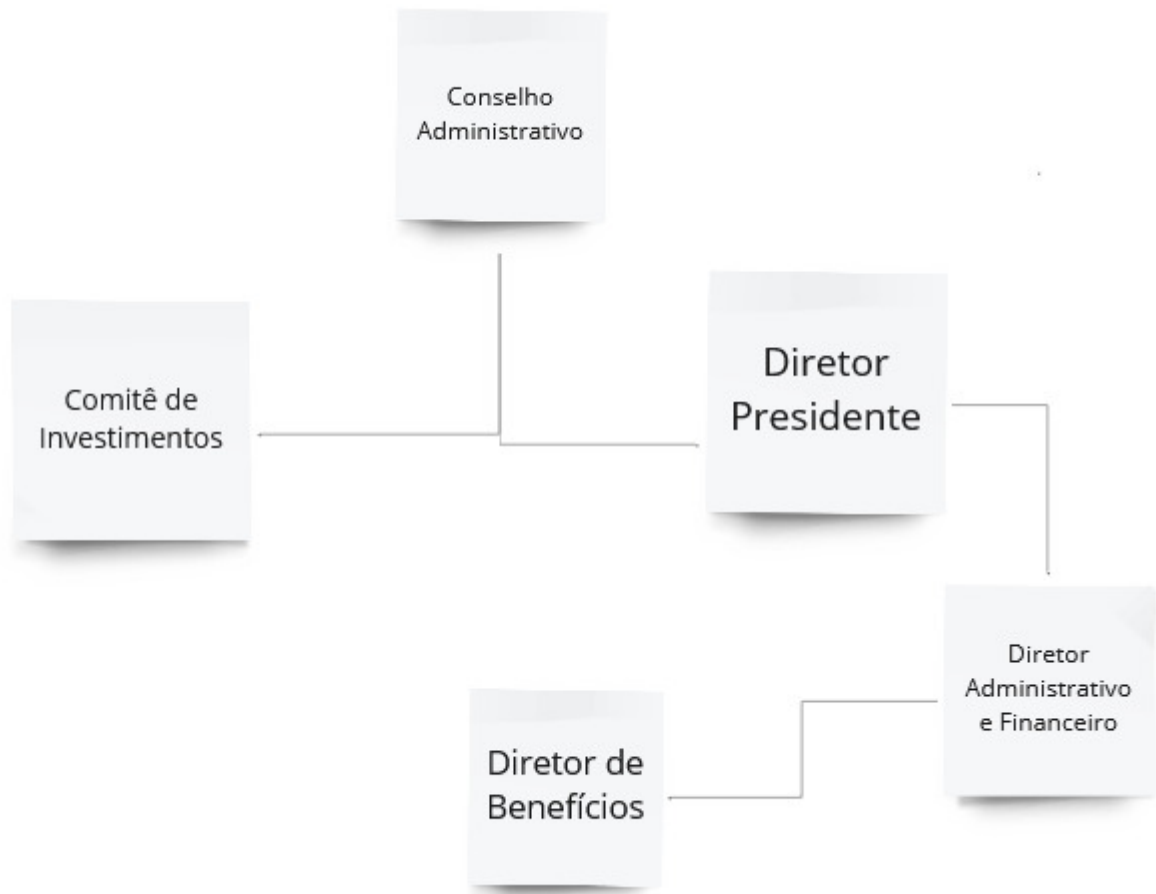 Conselho
Administrativo
Comitê de
Investimentos
Diretor
Presidente
Diretor
Administrativo
e Financeiro
Diretor de
Benefícios